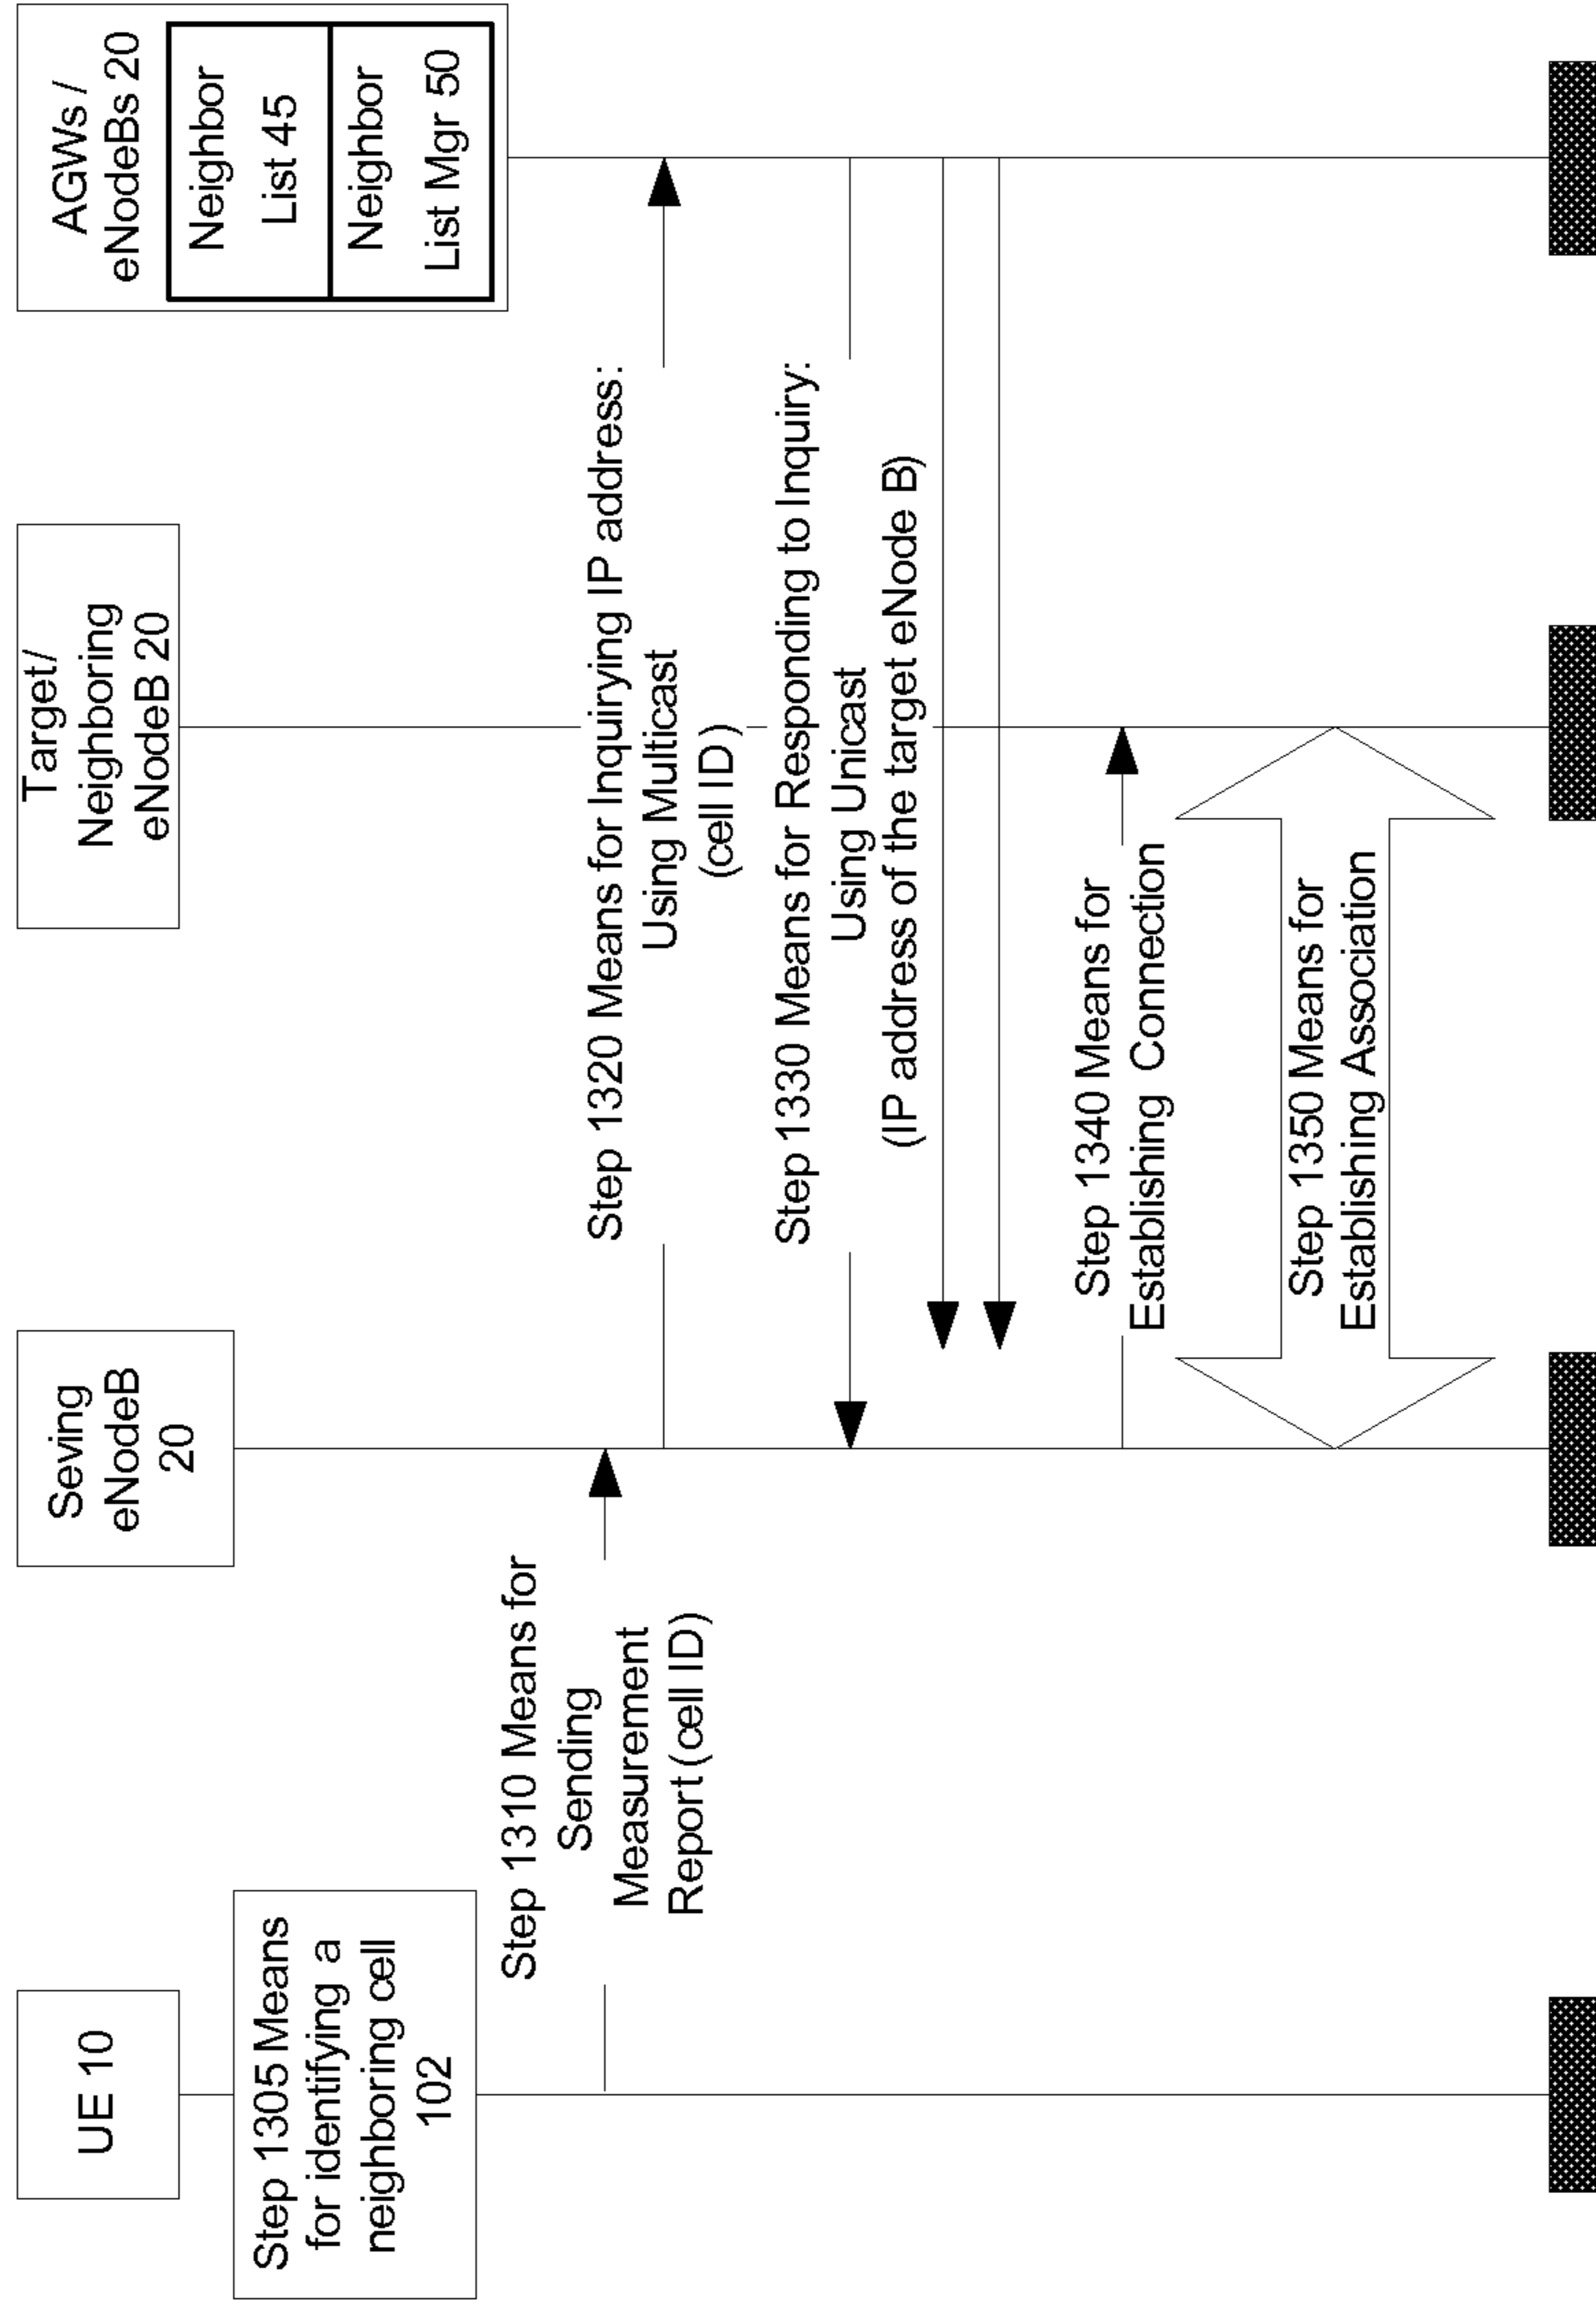 UE 10
Seving
eNodeB
20
Target/
Neighboring
eNodeB 20
AGWs /
eNodeBs 20
Neighbor
List 45
Neighbor
List Mgr 50
Step 1305 Means
for identifying a
neighboring cell
102
Step 1310 Means for
Sending
Measurement
Report (cell ID)
Step 1320 Means for Inquirying IP address:
Using Multicast
(cell ID)
Step 1330 Means for Responding to Inquiry:
Using Unicast
(IP address of the target eNode B)
Step 1340 Means for
Establishing Connection
Step 1350 Means for
Establishing Association